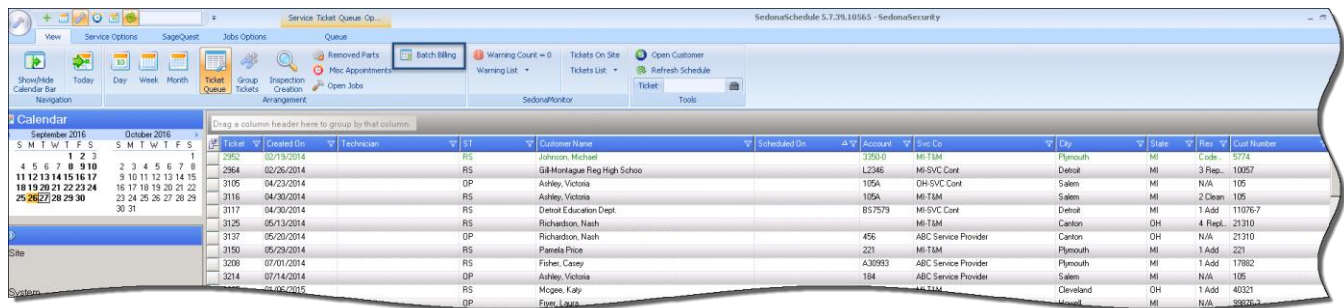 Service Ticket Queue Op...
SedonaSchedule 5.7.39.10565 - SedonaSecurity
View Service Options SageQuest Jobs Options Queue
Show/Hide Calendar Bar
Today
Navigation
Day Week Month
Ticket Queue
Group Tickets
Inspection Creation
Removed Parts
Misc Appointments
Open Jobs
Batch Billing
Arrangement
Warning Count = 0
Warning List
Tickets On Site
Tickets List
SedonaMonitor
Open Customer
Refresh Schedule
Ticket
Tools
Calendar
September 2016 October 2016
S M T W T F S S M T W T F S
1 2 3 1
4 5 6 7 8 9 10 2 3 4 5 6 7 8
11 12 13 14 15 16 17 9 10 11 12 13 14 15
18 19 20 21 22 23 24 16 17 18 19 20 21 22
25 26 27 28 29 30 23 24 25 26 27 28 29
30 31
Site
System
Drag a column header here to group by that column.
Ticket Created On Technician ST Customer Name Scheduled On Account Svc Co City State Res Cust Number
2952 02/19/2014 RS Johnson, Michael 3350-0 MI-T&M Plymouth MI Code... 5774
2964 02/26/2014 RS Gill-Montague Reg High Schoo L2346 MI-SVC Cont Detroit MI 3 Rep.. 10057
3105 04/23/2014 OP Ashley, Victoria 105A OH-SVC Cont Salem MI N/A 105
3116 04/30/2014 RS Ashley, Victoria 105A MI-T&M Salem MI 2 Clean 105
3117 04/30/2014 RS Detroit Education Dept. BS7579 MI-SVC Cont Detroit MI 1 Add 11076-7
3125 05/13/2014 RS Richardson, Nash MI-T&M Canton OH 4 Repl.. 21310
3137 05/20/2014 OP Richardson, Nash 456 ABC Service Provider Canton OH N/A 21310
3150 05/29/2014 RS Pamela Price 221 MI-T&M Plymouth MI 1 Add 221
3208 07/01/2014 RS Fisher, Casey A30993 ABC Service Provider Plymouth MI 1 Add 17882
3214 07/14/2014 OP Ashley, Victoria 184 ABC Service Provider Salem MI N/A 105
01/06/2015 RS Mcgee, Katy MI-T&M Cleveland OH 1 Add 40321
OP Fryer, Laura Howell MI N/A